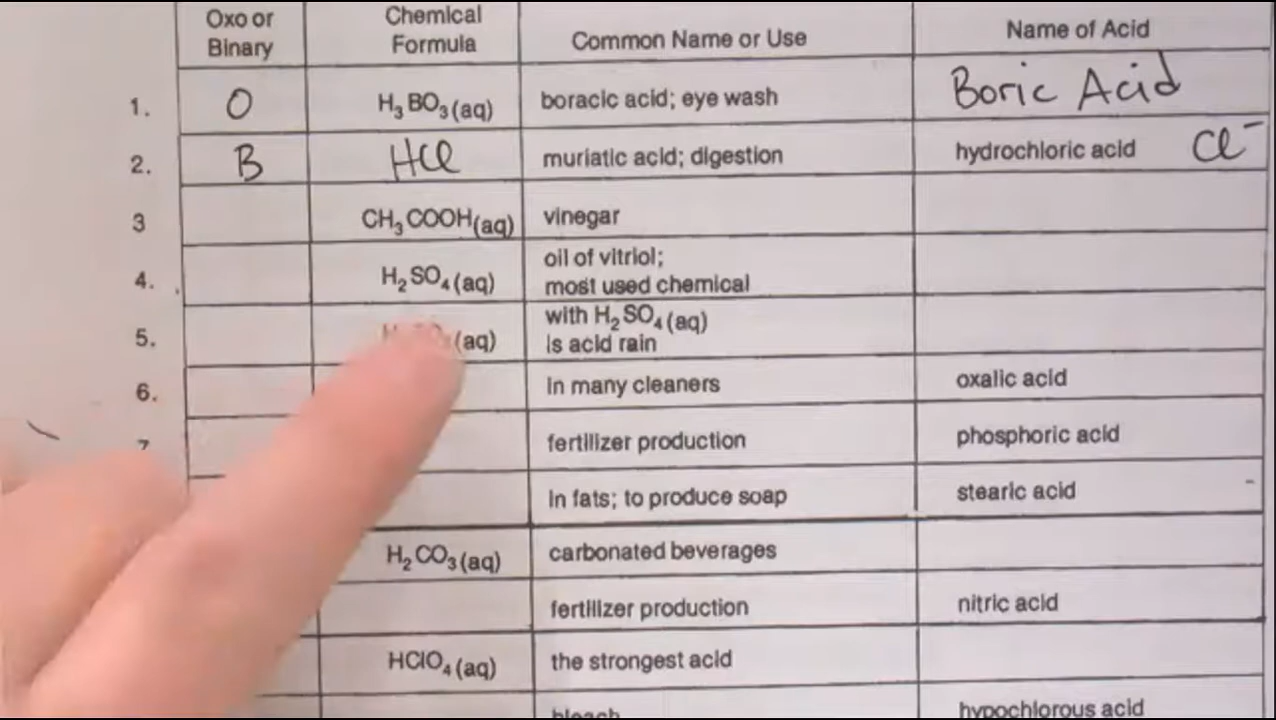 Oxo or Binary
Chemical Formula
Common Name or Use
Name of Acid
1. O H₃BO₃(aq) boracic acid; eye wash Boric Acid
2. B HCl muriatic acid; digestion hydrochloric acid Cl⁻
3 CH₃COOH(aq) vinegar
4. H₂SO₄(aq) oil of vitriol;
most used chemical
5. (aq) with H₂SO₄(aq)
is acid rain
6. In many cleaners oxalic acid
fertilizer production phosphoric acid
In fats; to produce soap stearic acid
H₂CO₃(aq) carbonated beverages
fertilizer production nitric acid
HClO₄(aq) the strongest acid
bleach hypochlorous acid